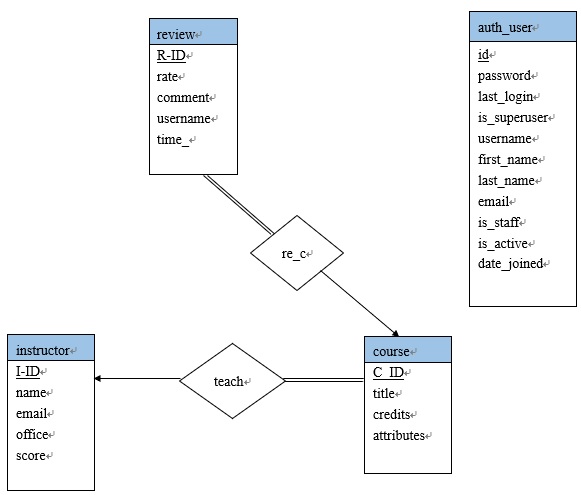 review
R-ID
rate
comment
username
time_
auth_user
id
password
last_login
is_superuser
username
first_name
last_name
email
is_staff
is_active
date_joined
re_c
instructor
I-ID
name
email
office
score
teach
course
C_ID
title
credits
attributes